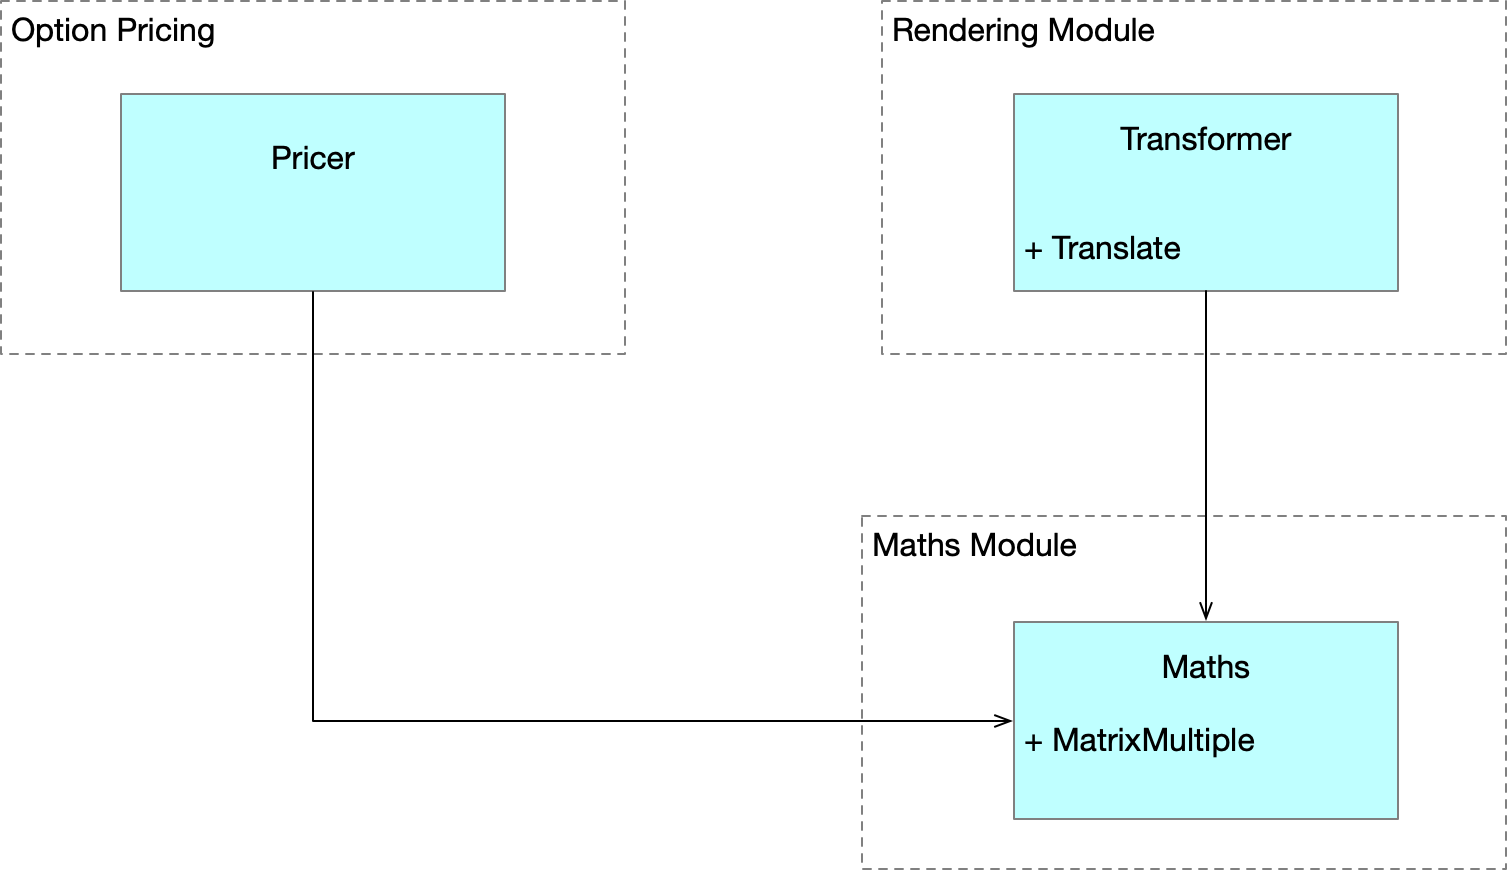 Option Pricing
Pricer
Rendering Module
Transformer
+ Translate
Maths Module
Maths
+ MatrixMultiple